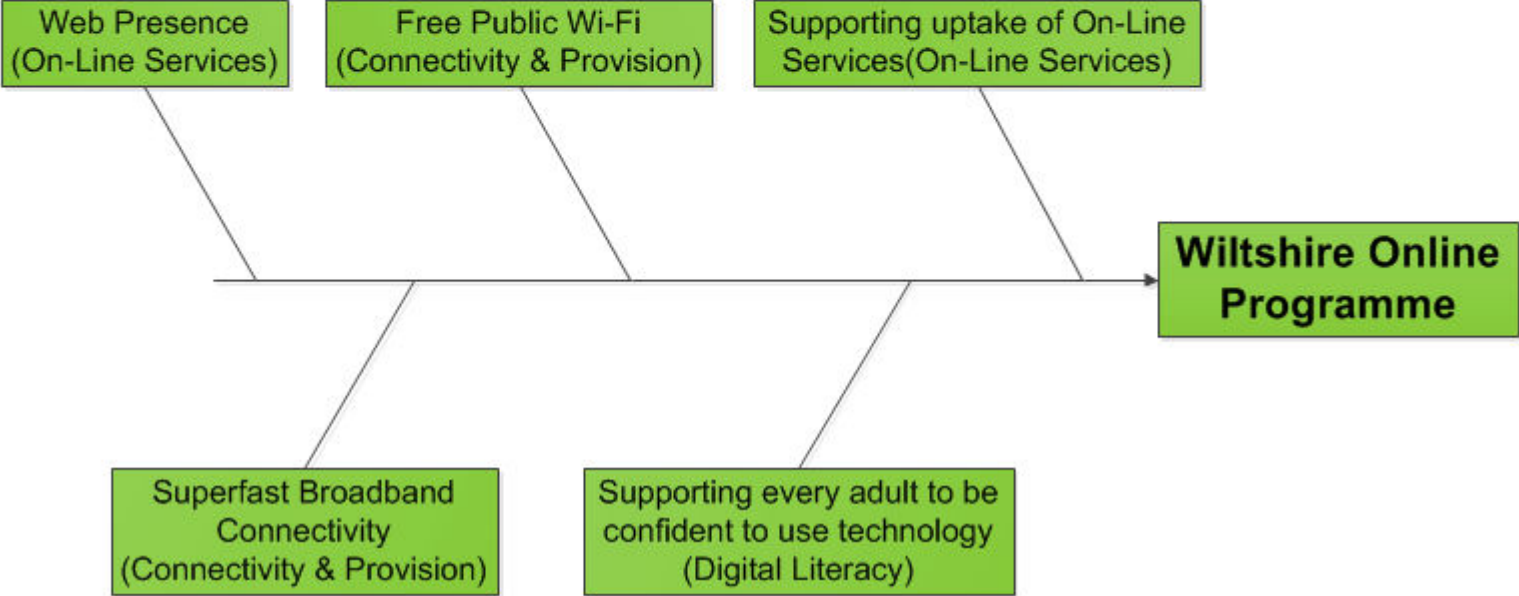 Web Presence
(On-Line Services)
Free Public Wi-Fi
(Connectivity & Provision)
Supporting uptake of On-Line
Services(On-Line Services)
Wiltshire Online
Programme
Superfast Broadband
Connectivity
(Connectivity & Provision)
Supporting every adult to be
confident to use technology
(Digital Literacy)